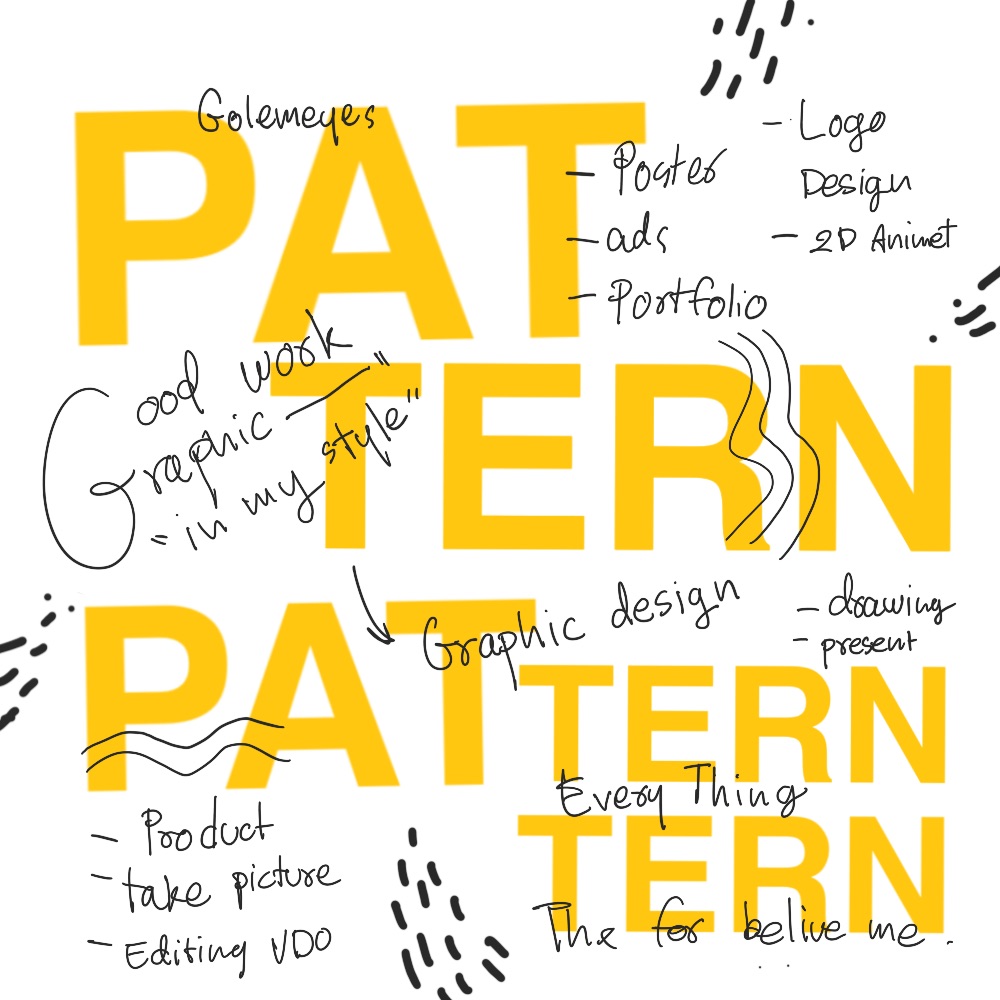 PAT
Golemeyes
- Poster
- ads
- Portfolio
- Logo
Design
- 2D Animet
TERN
Good work
Graphic
"in my style"
PAT
Graphic design
- drawing
- present
TERN
Every Thing
TERN
Thx for belive me.
- Product
- take picture
- Editing VDO